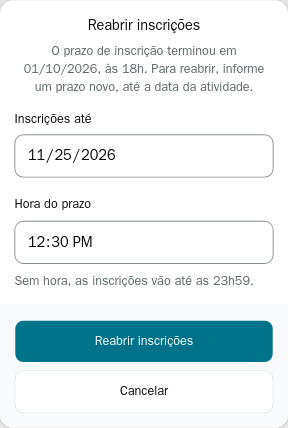 Reabrir inscrições
O prazo de inscrição terminou em
01/10/2026, às 18h. Para reabrir, informe
um prazo novo, até a data da atividade.
Inscrições até
11/25/2026
Hora do prazo
12:30 PM
Sem hora, as inscrições vão até as 23h59.
Reabrir inscrições
Cancelar